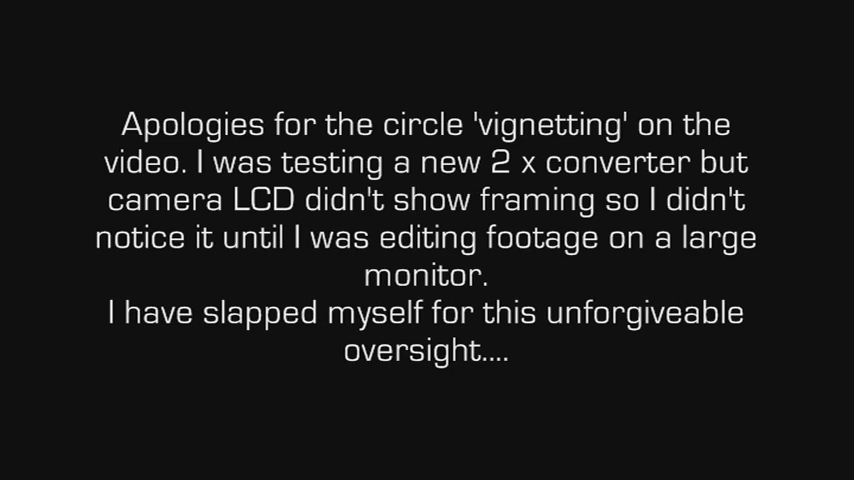 Apologies for the circle 'vignetting' on the
video. I was testing a new 2 x converter but
camera LCD didn't show framing so I didn't
notice it until I was editing footage on a large
monitor.
I have slapped myself for this unforgiveable
oversight....